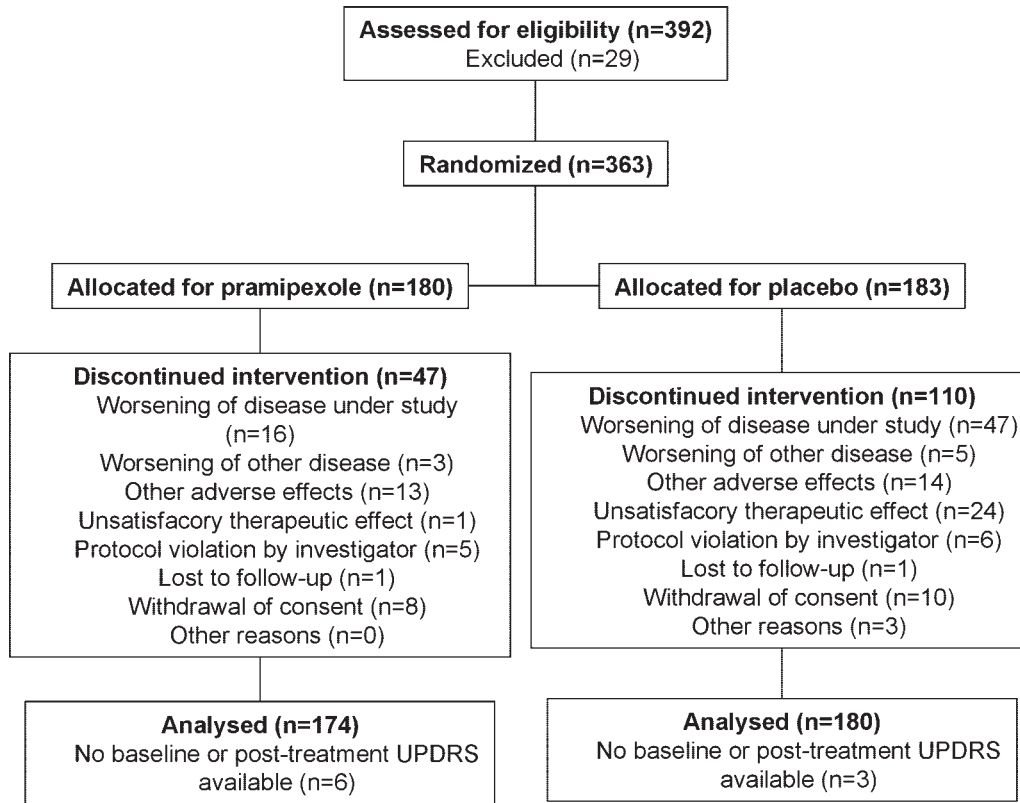 Assessed for eligibility (n=392)
Excluded (n=29)
Randomized (n=363)
Allocated for pramipexole (n=180)
Allocated for placebo (n=183)
Discontinued intervention (n=47)
Worsening of disease under study
(n=16)
Worsening of other disease (n=3)
Other adverse effects (n=13)
Unsatisfacory therapeutic effect (n=1)
Protocol violation by investigator (n=5)
Lost to follow-up (n=1)
Withdrawal of consent (n=8)
Other reasons (n=0)
Discontinued intervention (n=110)
Worsening of disease under study (n=47)
Worsening of other disease (n=5)
Other adverse effects (n=14)
Unsatisfacory therapeutic effect (n=24)
Protocol violation by investigator (n=6)
Lost to follow-up (n=1)
Withdrawal of consent (n=10)
Other reasons (n=3)
Analysed (n=174)
No baseline or post-treatment UPDRS
available (n=6)
Analysed (n=180)
No baseline or post-treatment UPDRS
available (n=3)